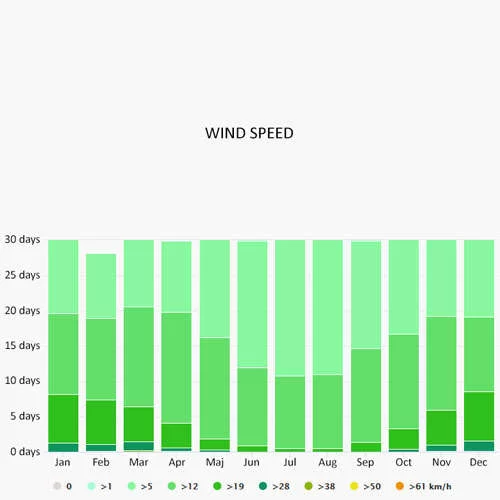 WIND SPEED
30 days
25 days
20 days
15 days
10 days
5 days
0 days
Jan Feb Mar Apr Maj Jun Jul Aug Sep Oct Nov Dec
0 >1 >5 >12 >19 >28 >38 >50 >61 km/h